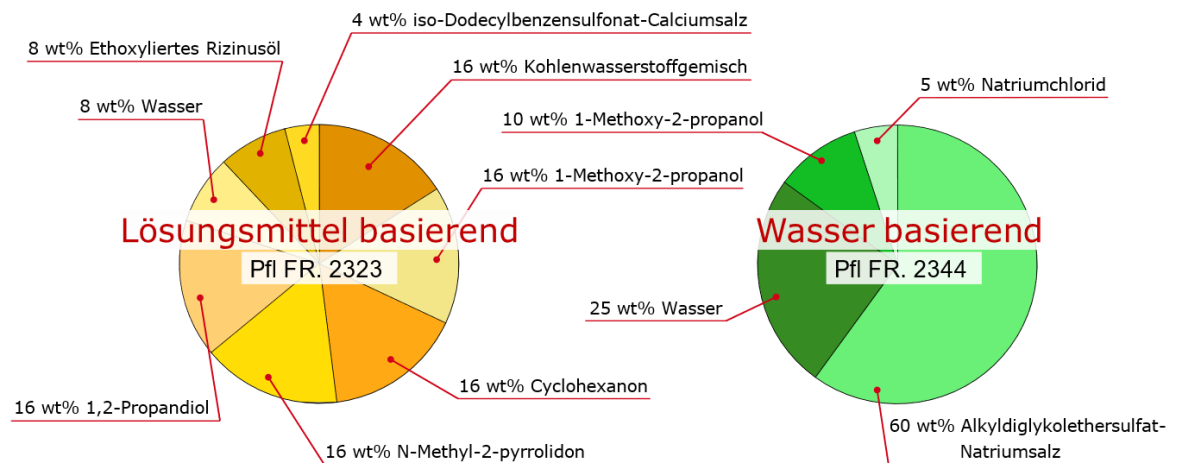 4 wt% iso-Dodecylbenzensulfonat-Calciumsalz
8 wt% Ethoxyliertes Rizinusöl
16 wt% Kohlenwasserstoffgemisch
8 wt% Wasser
16 wt% 1-Methoxy-2-propanol
Lösungsmittel basierend
Pfl FR. 2323
16 wt% Cyclohexanon
16 wt% 1,2-Propandiol
16 wt% N-Methyl-2-pyrrolidon
5 wt% Natriumchlorid
10 wt% 1-Methoxy-2-propanol
Wasser basierend
Pfl FR. 2344
25 wt% Wasser
60 wt% Alkyldiglykolethersulfat-
Natriumsalz